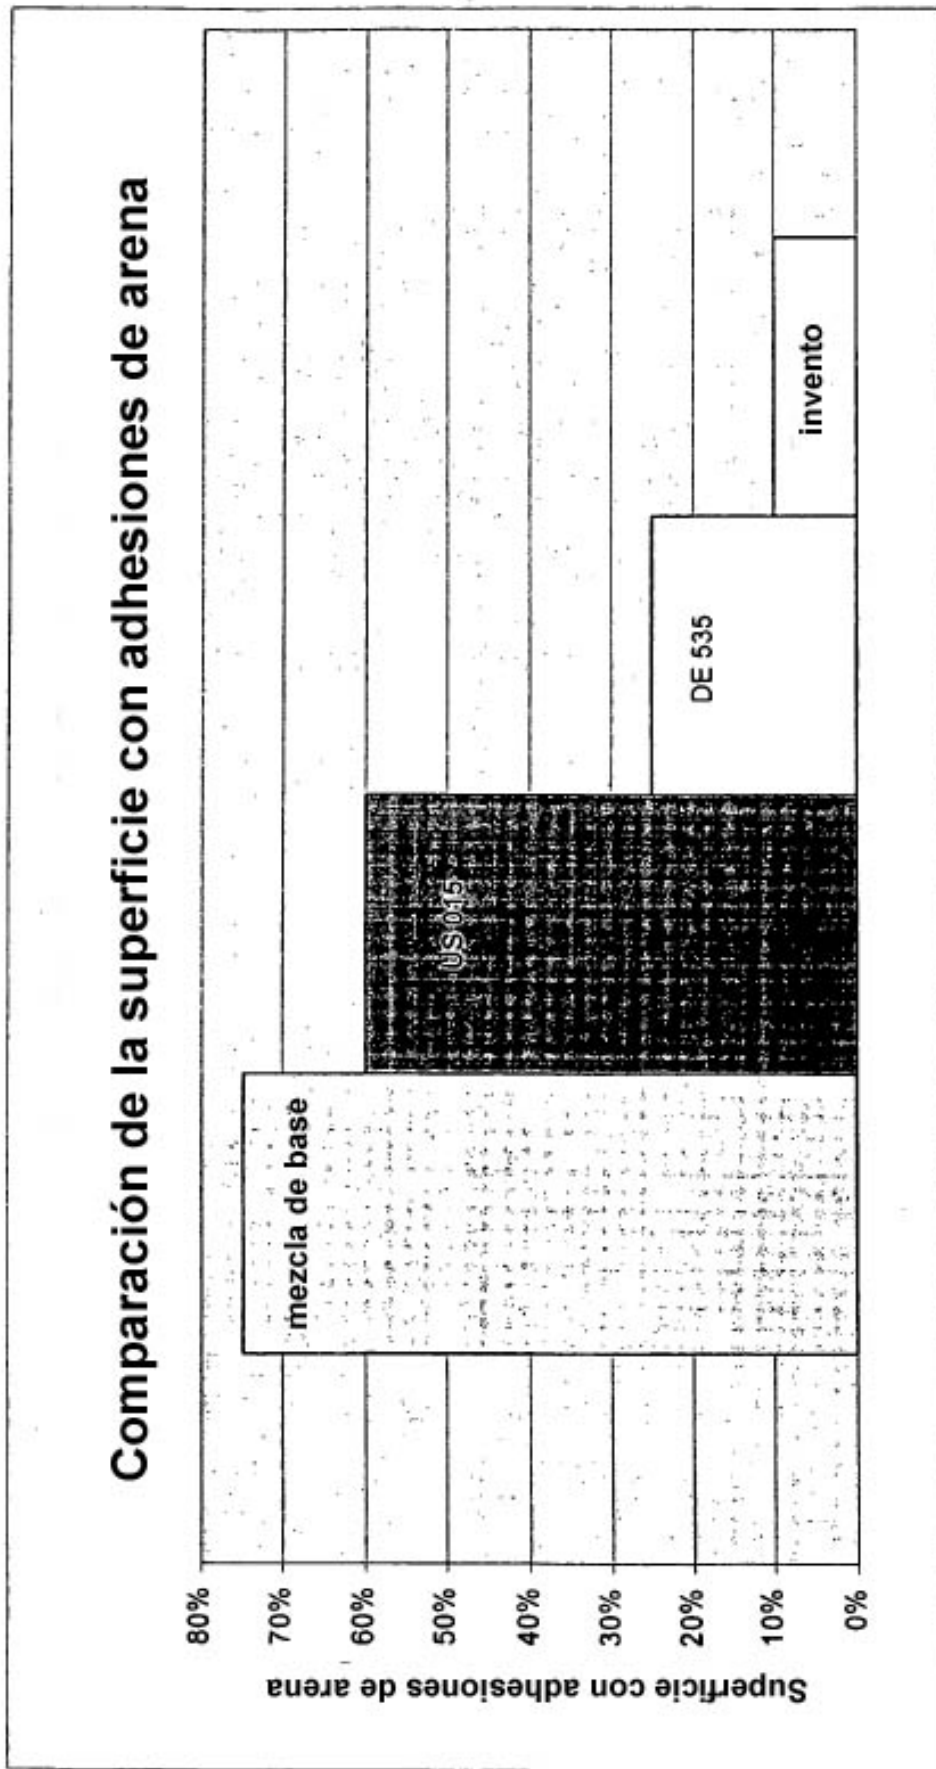 Comparación de la superficie con adhesiones de arena
Superficie con adhesiones de arena
80%
70%
60%
50%
40%
30%
20%
10%
0%
mezcla de base
US 015
DE 535
invento